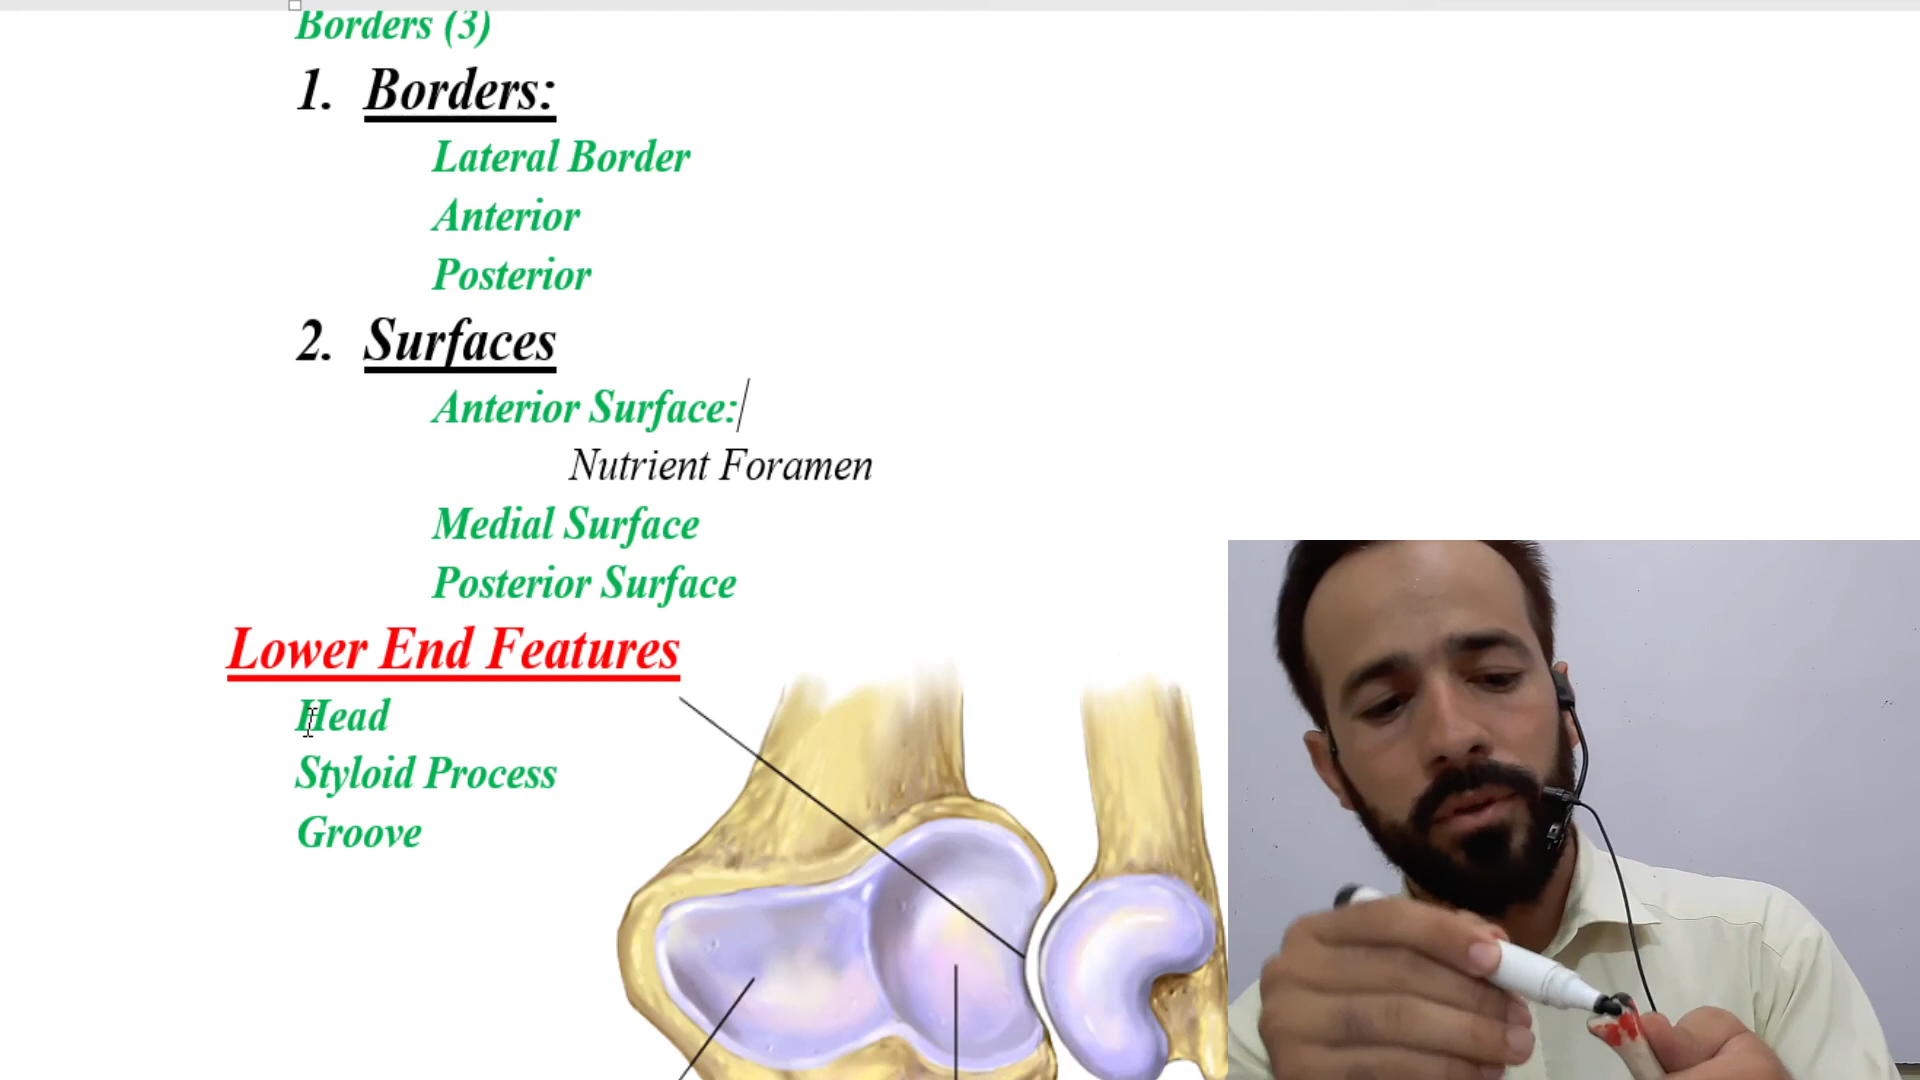 Borders (3)
1. Borders:
Lateral Border
Anterior
Posterior
2. Surfaces
Anterior Surface:
Nutrient Foramen
Medial Surface
Posterior Surface
Lower End Features
Head
Styloid Process
Groove